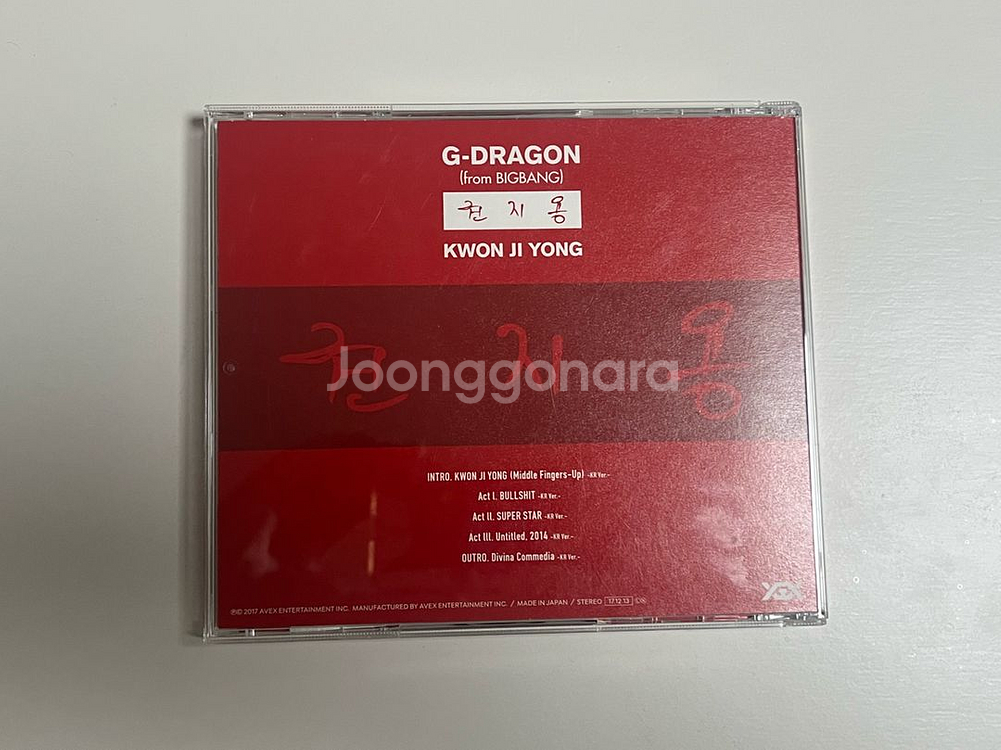 G-DRAGON
(from BIGBANG)
권지용
KWON JI YONG
권지용
Joonggonara
INTRO. KWON JI YONG (Middle Fingers-Up) -KR Ver.-
Act I. BULLSHIT -KR Ver.-
Act II. SUPER STAR -KR Ver.-
Act III. Untitled, 2014 -KR Ver.-
OUTRO. Divina Commedia -KR Ver.-
YGEX
℗© 2017 AVEX ENTERTAINMENT INC. MANUFACTURED BY AVEX ENTERTAINMENT INC. / MADE IN JAPAN / STEREO 17.12.13